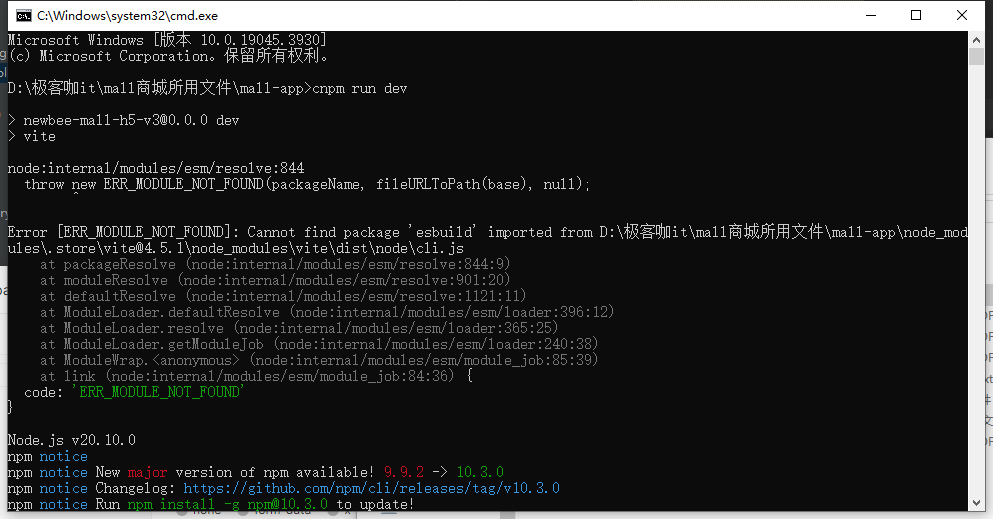 C:\Windows\system32\cmd.exe
Microsoft Windows [版本 10.0.19045.3930]
(c) Microsoft Corporation。保留所有权利。
D:\极客咖it\mall商城所用文件\mall-app>cnpm run dev
> newbee-mall-h5-v3@0.0.0 dev
> vite
node:internal/modules/esm/resolve:844
throw new ERR_MODULE_NOT_FOUND(packageName, fileURLToPath(base), null);
^
Error [ERR_MODULE_NOT_FOUND]: Cannot find package 'esbuild' imported from D:\极客咖it\mall商城所用文件\mall-app\node_mod
ules\.store\vite@4.5.1\node_modules\vite\dist\node\cli.js
at packageResolve (node:internal/modules/esm/resolve:844:9)
at moduleResolve (node:internal/modules/esm/resolve:901:20)
at defaultResolve (node:internal/modules/esm/resolve:1121:11)
at ModuleLoader.defaultResolve (node:internal/modules/esm/loader:396:12)
at ModuleLoader.resolve (node:internal/modules/esm/loader:365:25)
at ModuleLoader.getModuleJob (node:internal/modules/esm/loader:240:38)
at ModuleWrap.<anonymous> (node:internal/modules/esm/module_job:85:39)
at link (node:internal/modules/esm/module_job:84:36) {
code: 'ERR_MODULE_NOT_FOUND'
}
Node.js v20.10.0
npm notice
npm notice New major version of npm available! 9.9.2 -> 10.3.0
npm notice Changelog: https://github.com/npm/cli/releases/tag/v10.3.0
npm notice Run npm install -g npm@10.3.0 to update!